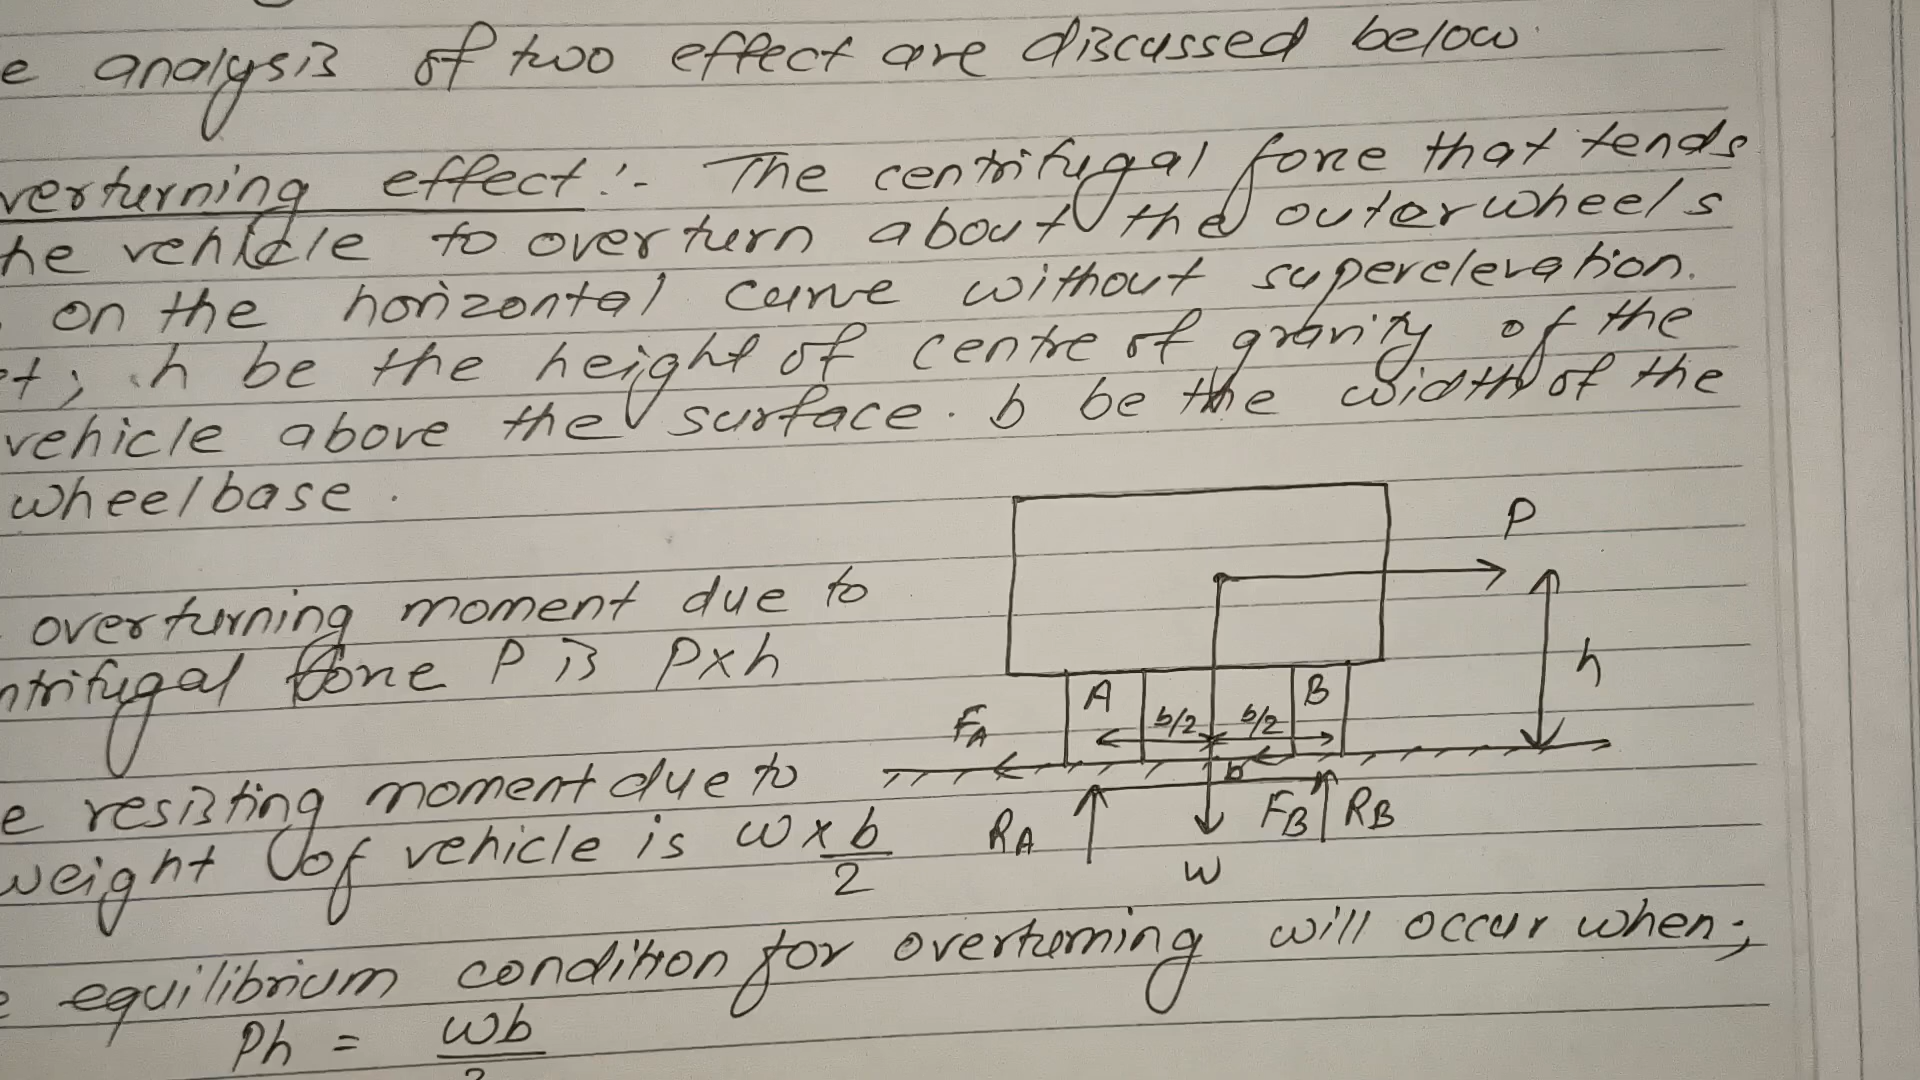 e analysis of two effect are discussed below.
verturning effect :- The centrifugal force that tends
he vehicle to overturn about the outer wheels
on the horizontal curve without superelevation.
et; h be the height of centre of gravity of the
vehicle above the surface. b be the width of the
wheelbase.
P
overturning moment due to
ntrifugal force P is P×h
h
A B
b/2 b/2
FA
b
e resisting moment due to
weight of vehicle is W×b/2
RA FB RB
W
e equilibrium condition for overturning will occur when;
Ph = Wb/2